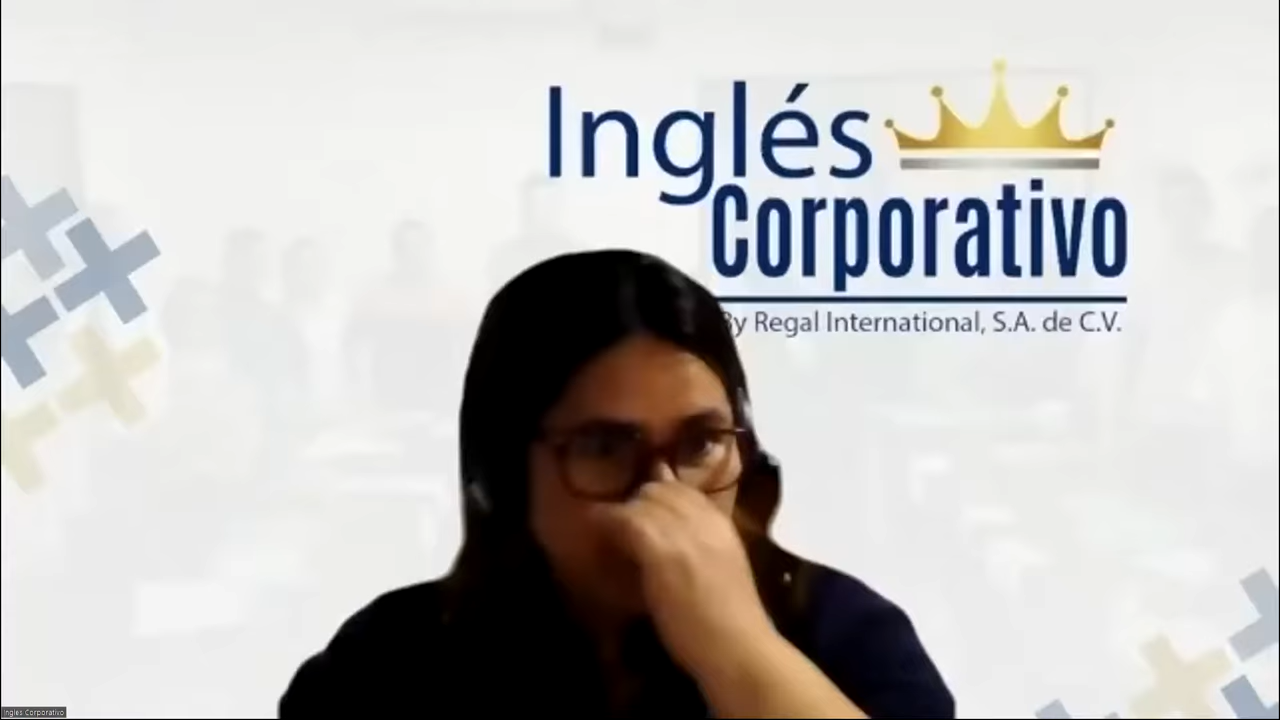 Inglés
Corporativo
By Regal International, S.A. de C.V.
Ingles Corporativo